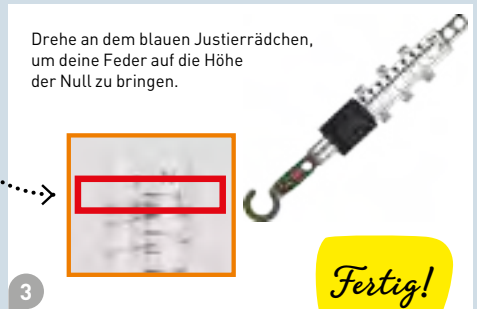 Drehe an dem blauen Justierrädchen,
um deine Feder auf die Höhe
der Null zu bringen.
3
Fertig!